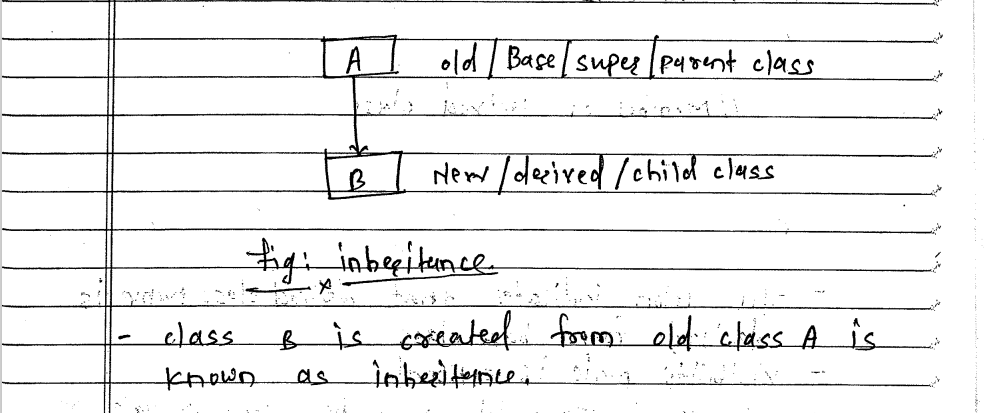 A old / Base / super / parent class
B New / derived / child class
fig: inheritance
- class B is created from old class A is
known as inheritence.